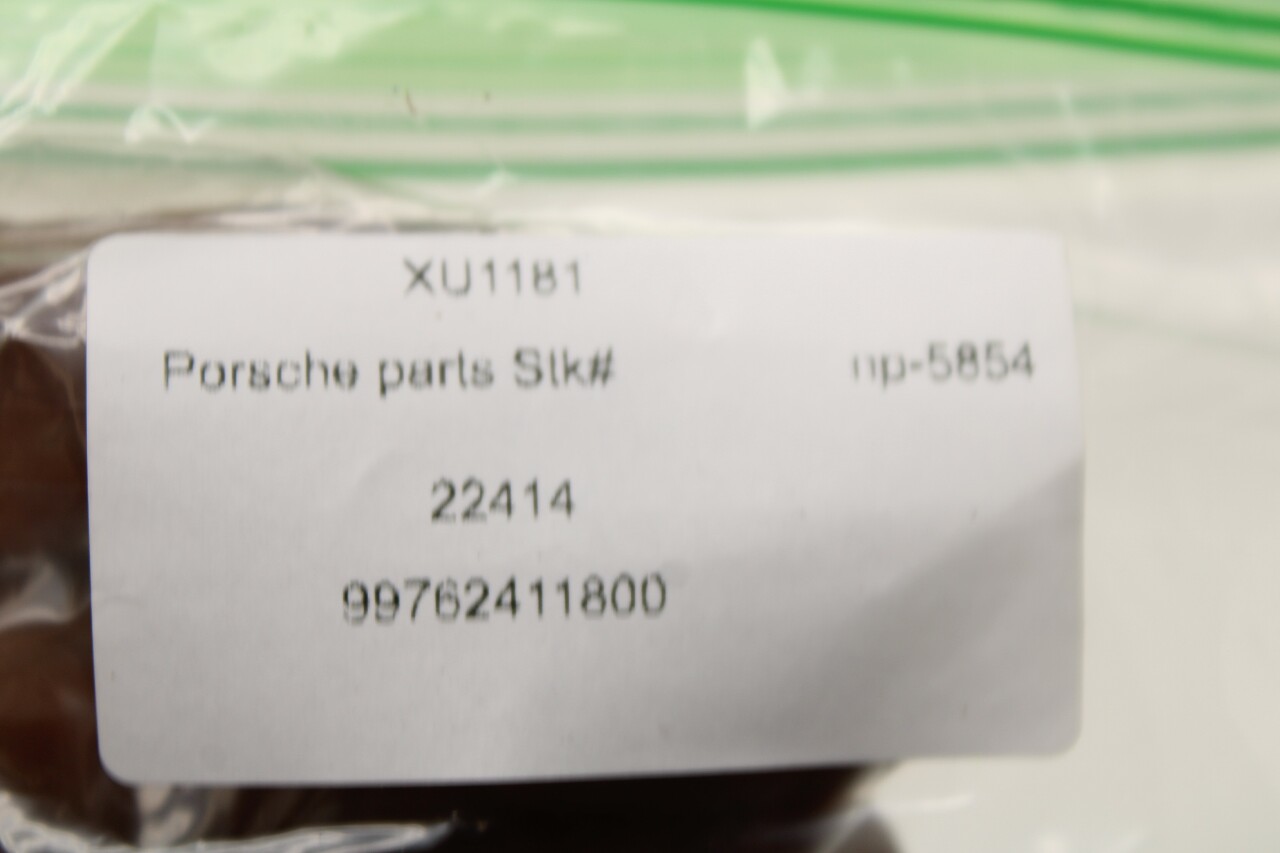 XU1181
Porsche parts Stk# np-5854
22414
99762411800